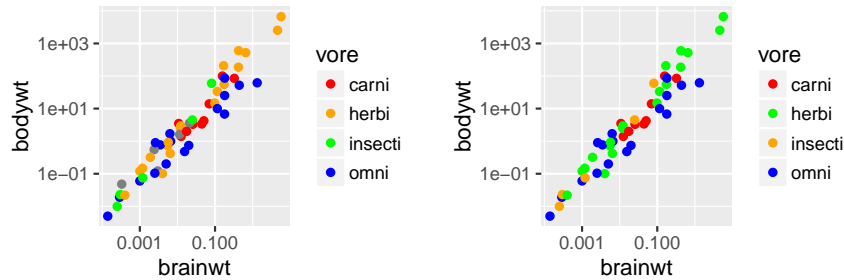 1e+03
1e+01
1e−01
bodywt
0.001
0.100
brainwt
vore
carni
herbi
insecti
omni
1e+03
1e+01
1e−01
bodywt
0.001
0.100
brainwt
vore
carni
herbi
insecti
omni